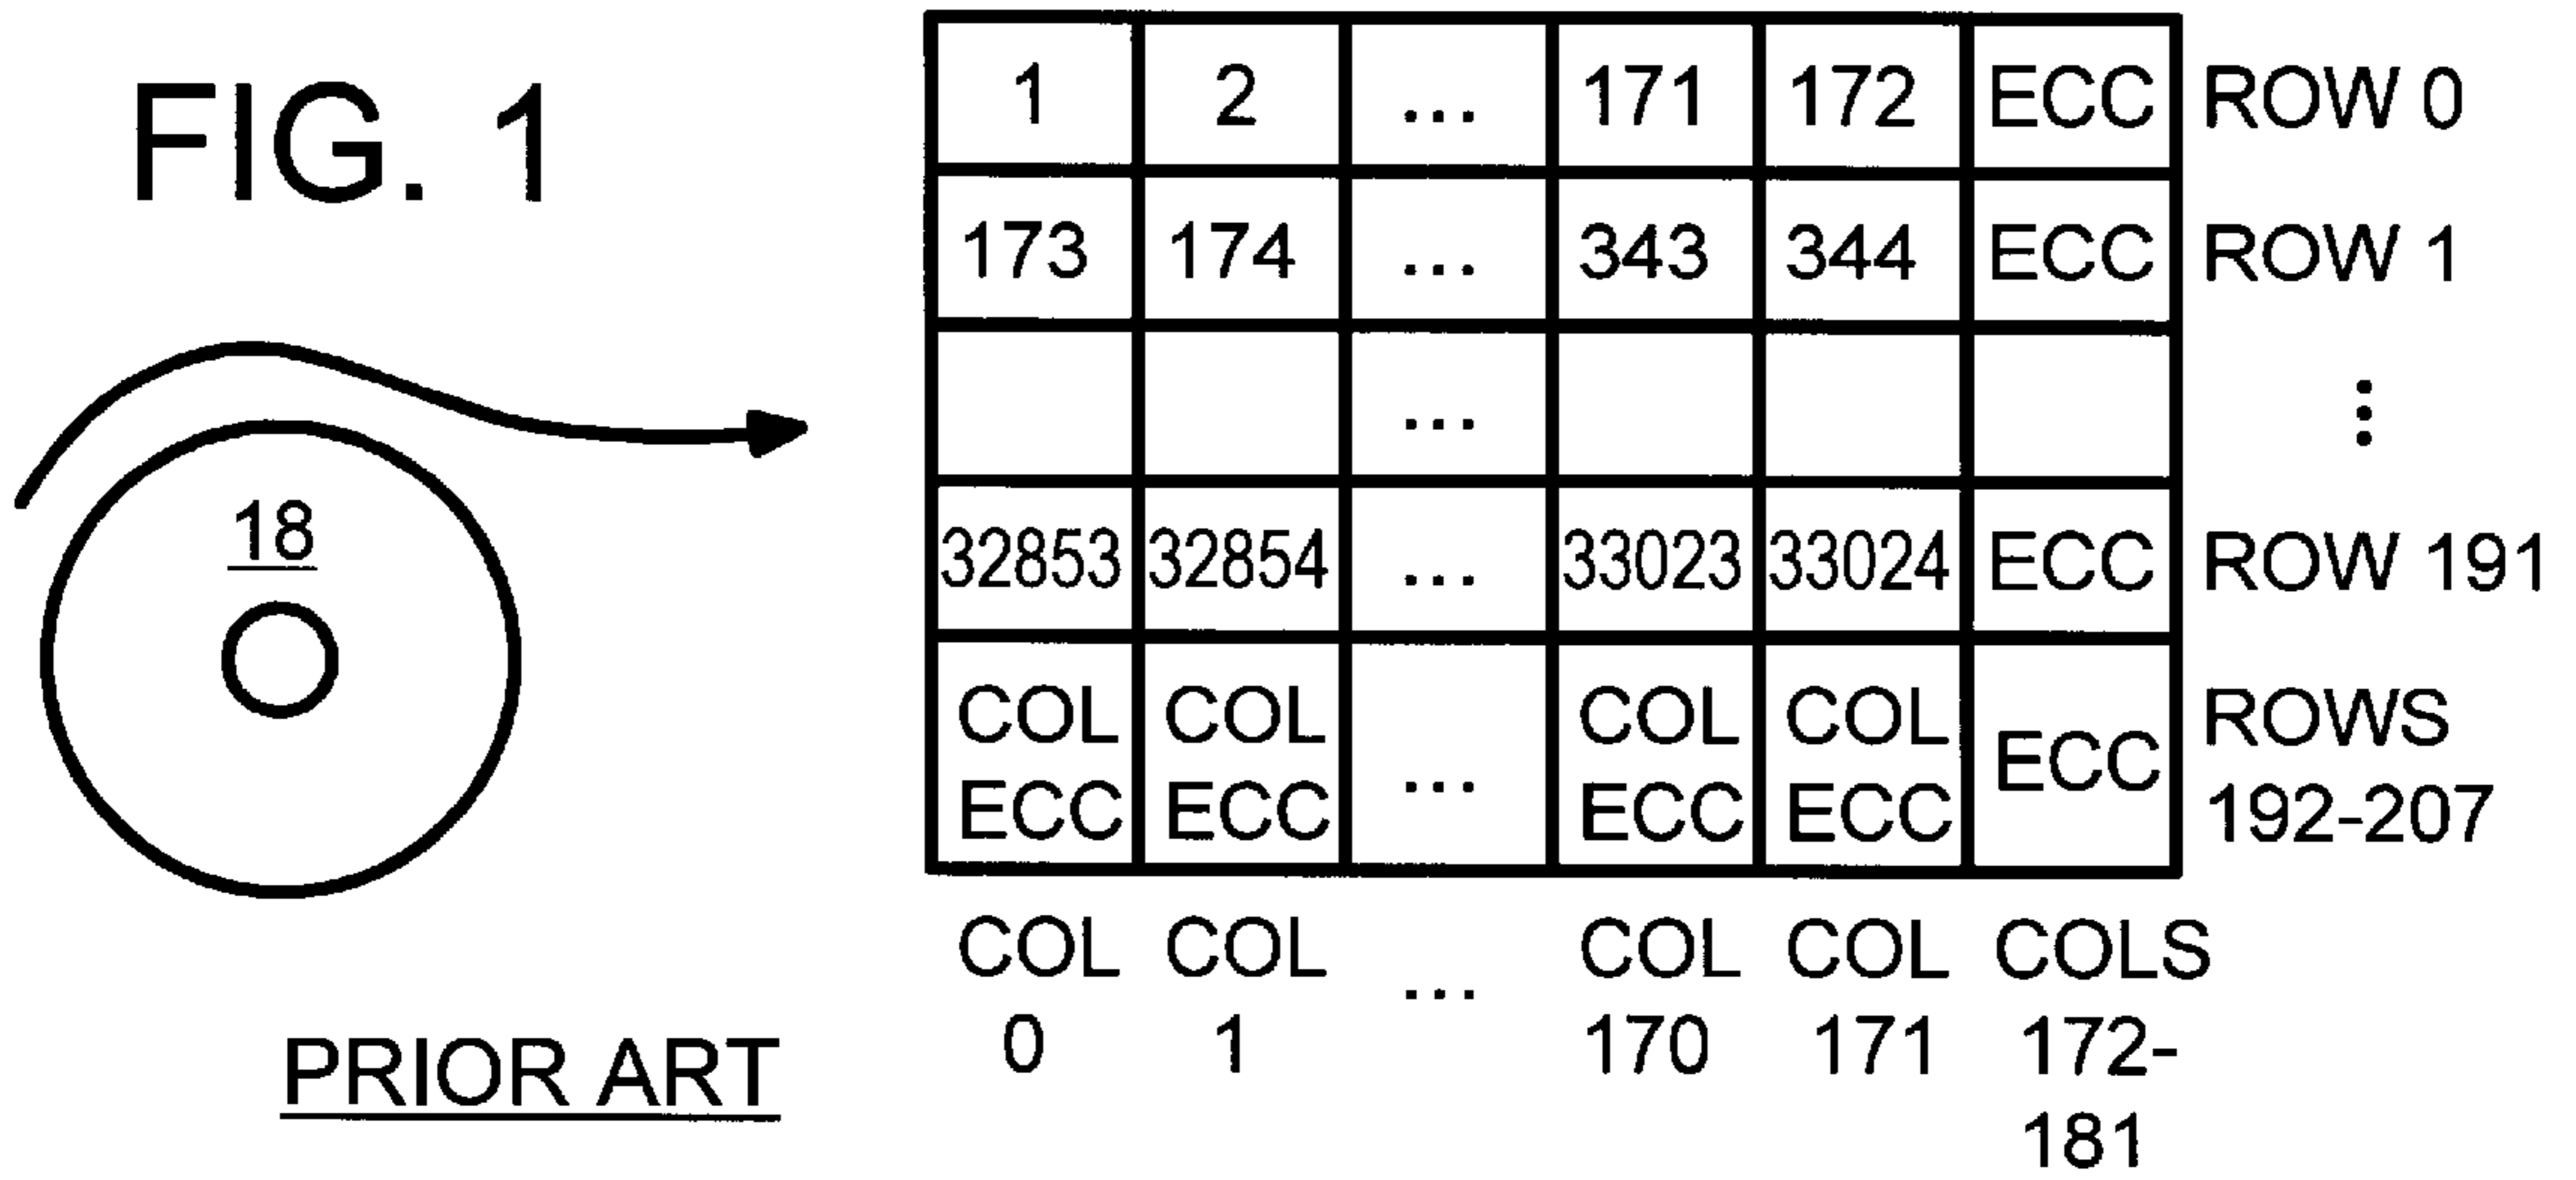 FIG. 1
1 2 ... 171 172 ECC ROW 0
173 174 ... 343 344 ECC ROW 1
... ⋮
18
32853 32854 ... 33023 33024 ECC ROW 191
COL COL COL COL ROWS
ECC ECC ... ECC ECC ECC 192-207
COL COL ... COL COL COLS
0 1 170 171 172-
181
PRIOR ART